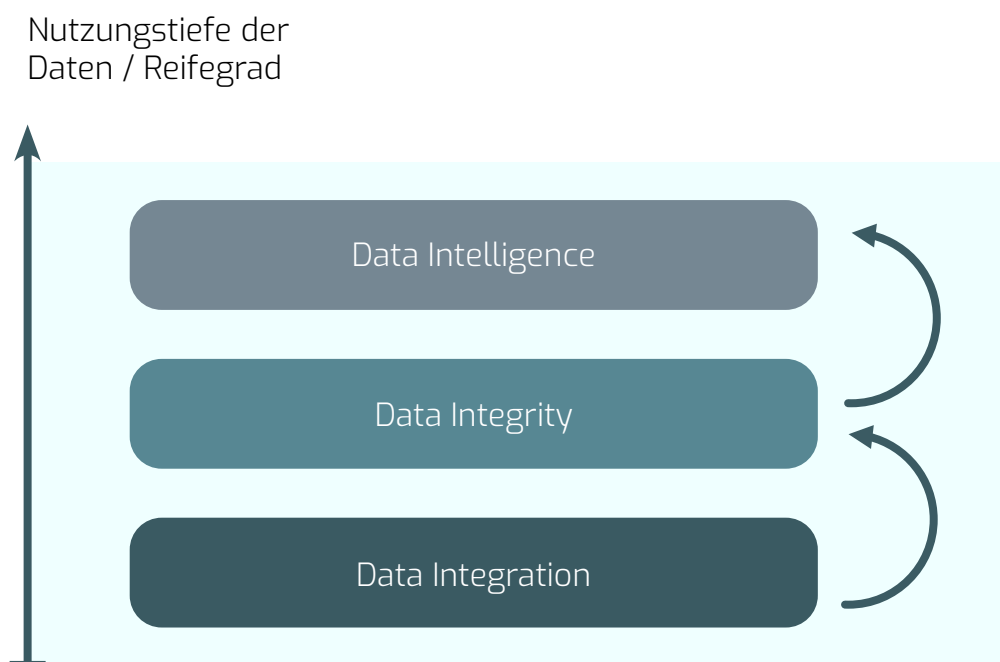 Nutzungstiefe der
Daten / Reifegrad
Data Intelligence
Data Integrity
Data Integration